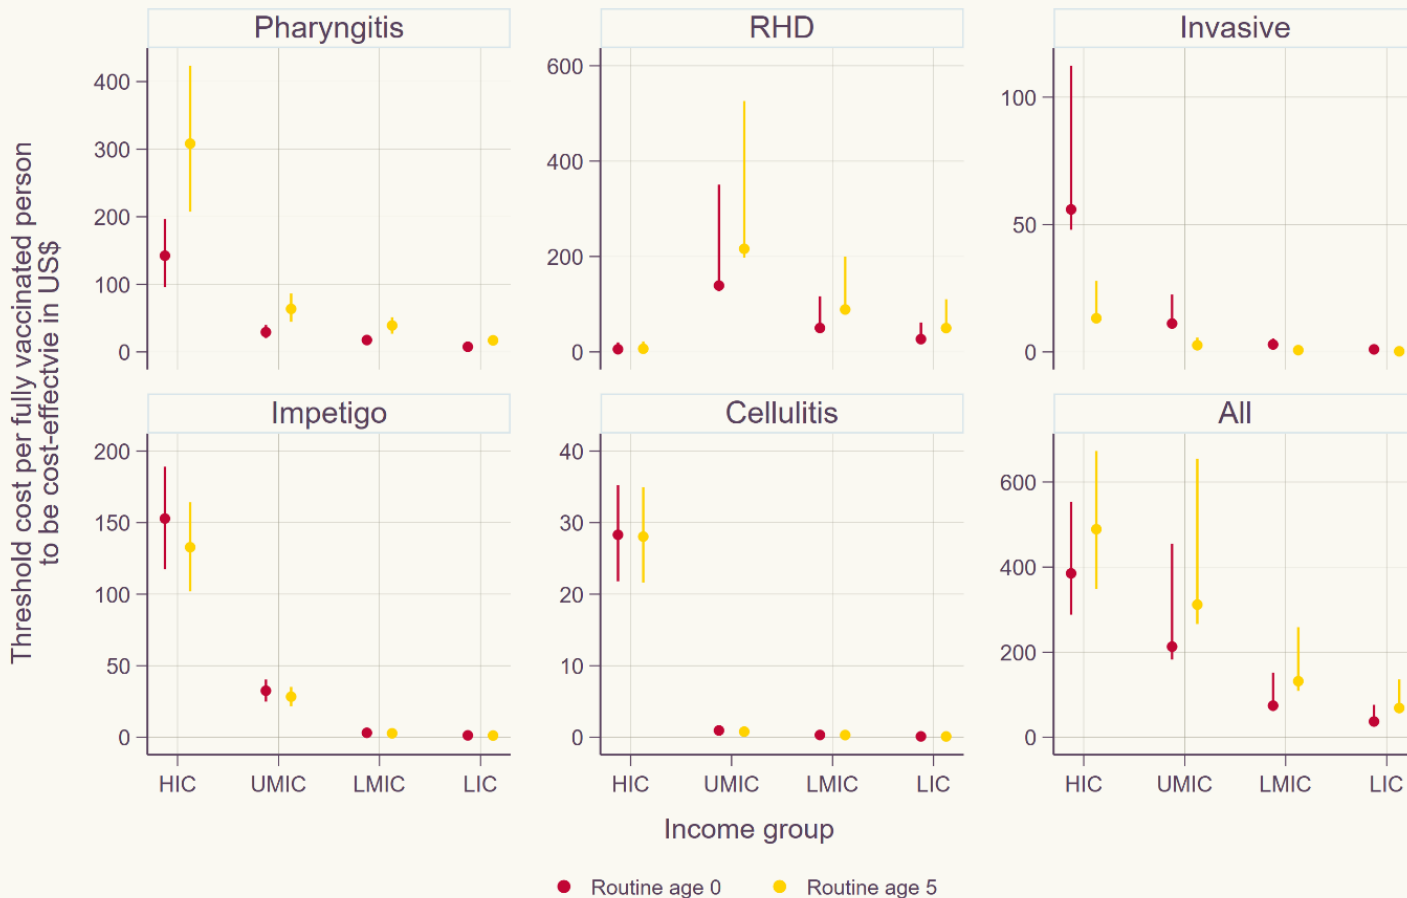 Pharyngitis
RHD
Invasive
400
300
200
100
0
600
400
200
0
100
50
0
Impetigo
Cellulitis
All
200
150
100
50
0
40
30
20
10
0
600
400
200
0
HIC UMIC LMIC LIC
HIC UMIC LMIC LIC
HIC UMIC LMIC LIC
Threshold cost per fully vaccinated person
to be cost-effectvie in US$
Income group
Routine age 0
Routine age 5